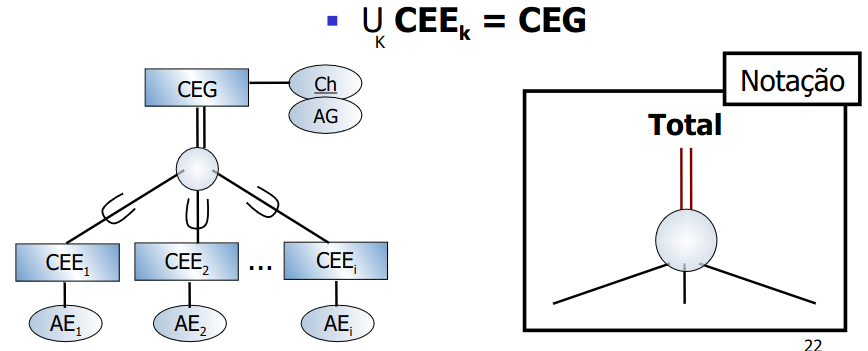 ▪ ∪ CEEk = CEG
K
CEG
Ch
AG
CEE1
CEE2
...
CEEi
AE1
AE2
AEi
Notação
Total
22